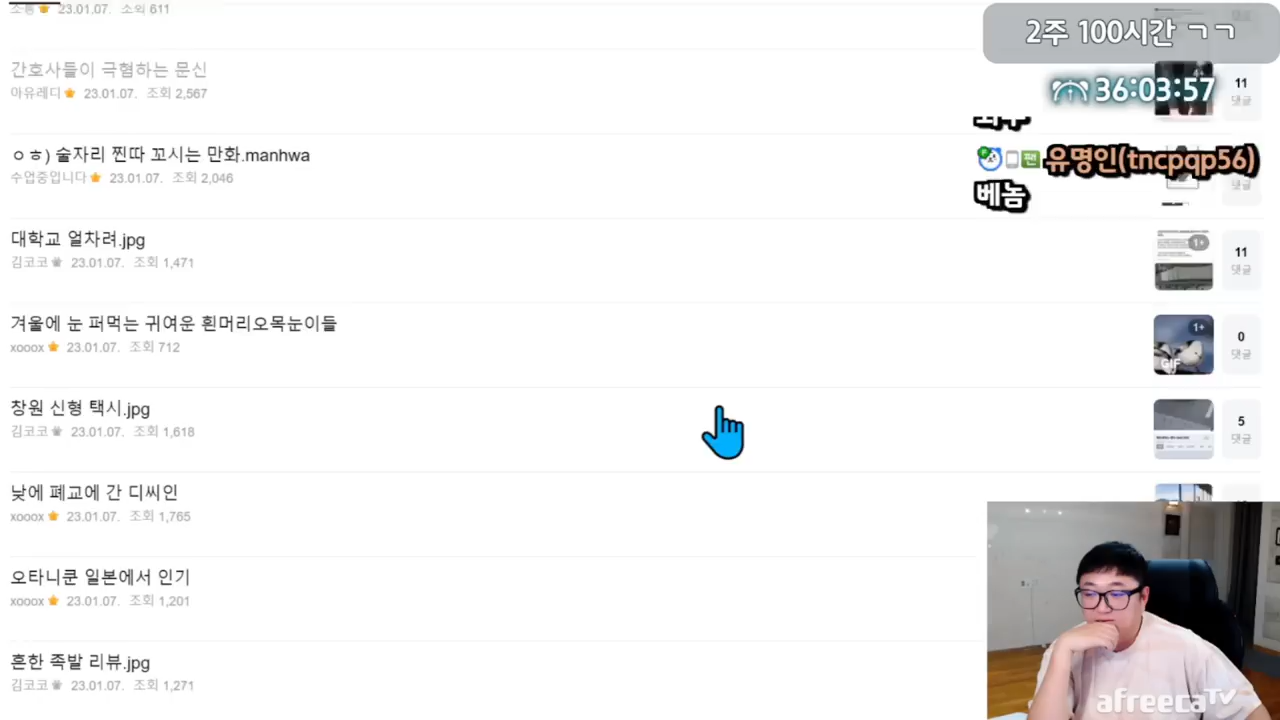 23.01.07. 조회 611
2주 100시간 ㄱㄱ
36:03:57
간호사들이 극혐하는 문신
아유레디 23.01.07. 조회 2,567
11
댓글
유명인(tncpqp56)
베놈
ㅇㅎ) 술자리 찐따 꼬시는 만화.manhwa
수업중입니다 23.01.07. 조회 2,046
댓글
대학교 얼차려.jpg
김코코 23.01.07. 조회 1,471
1+
11
댓글
겨울에 눈 퍼먹는 귀여운 흰머리오목눈이들
xooox 23.01.07. 조회 712
1+
GIF
0
댓글
창원 신형 택시.jpg
김코코 23.01.07. 조회 1,618
5
댓글
낮에 폐교에 간 디씨인
xooox 23.01.07. 조회 1,765
오타니쿤 일본에서 인기
xooox 23.01.07. 조회 1,201
흔한 족발 리뷰.jpg
김코코 23.01.07. 조회 1,271
afreecaTV